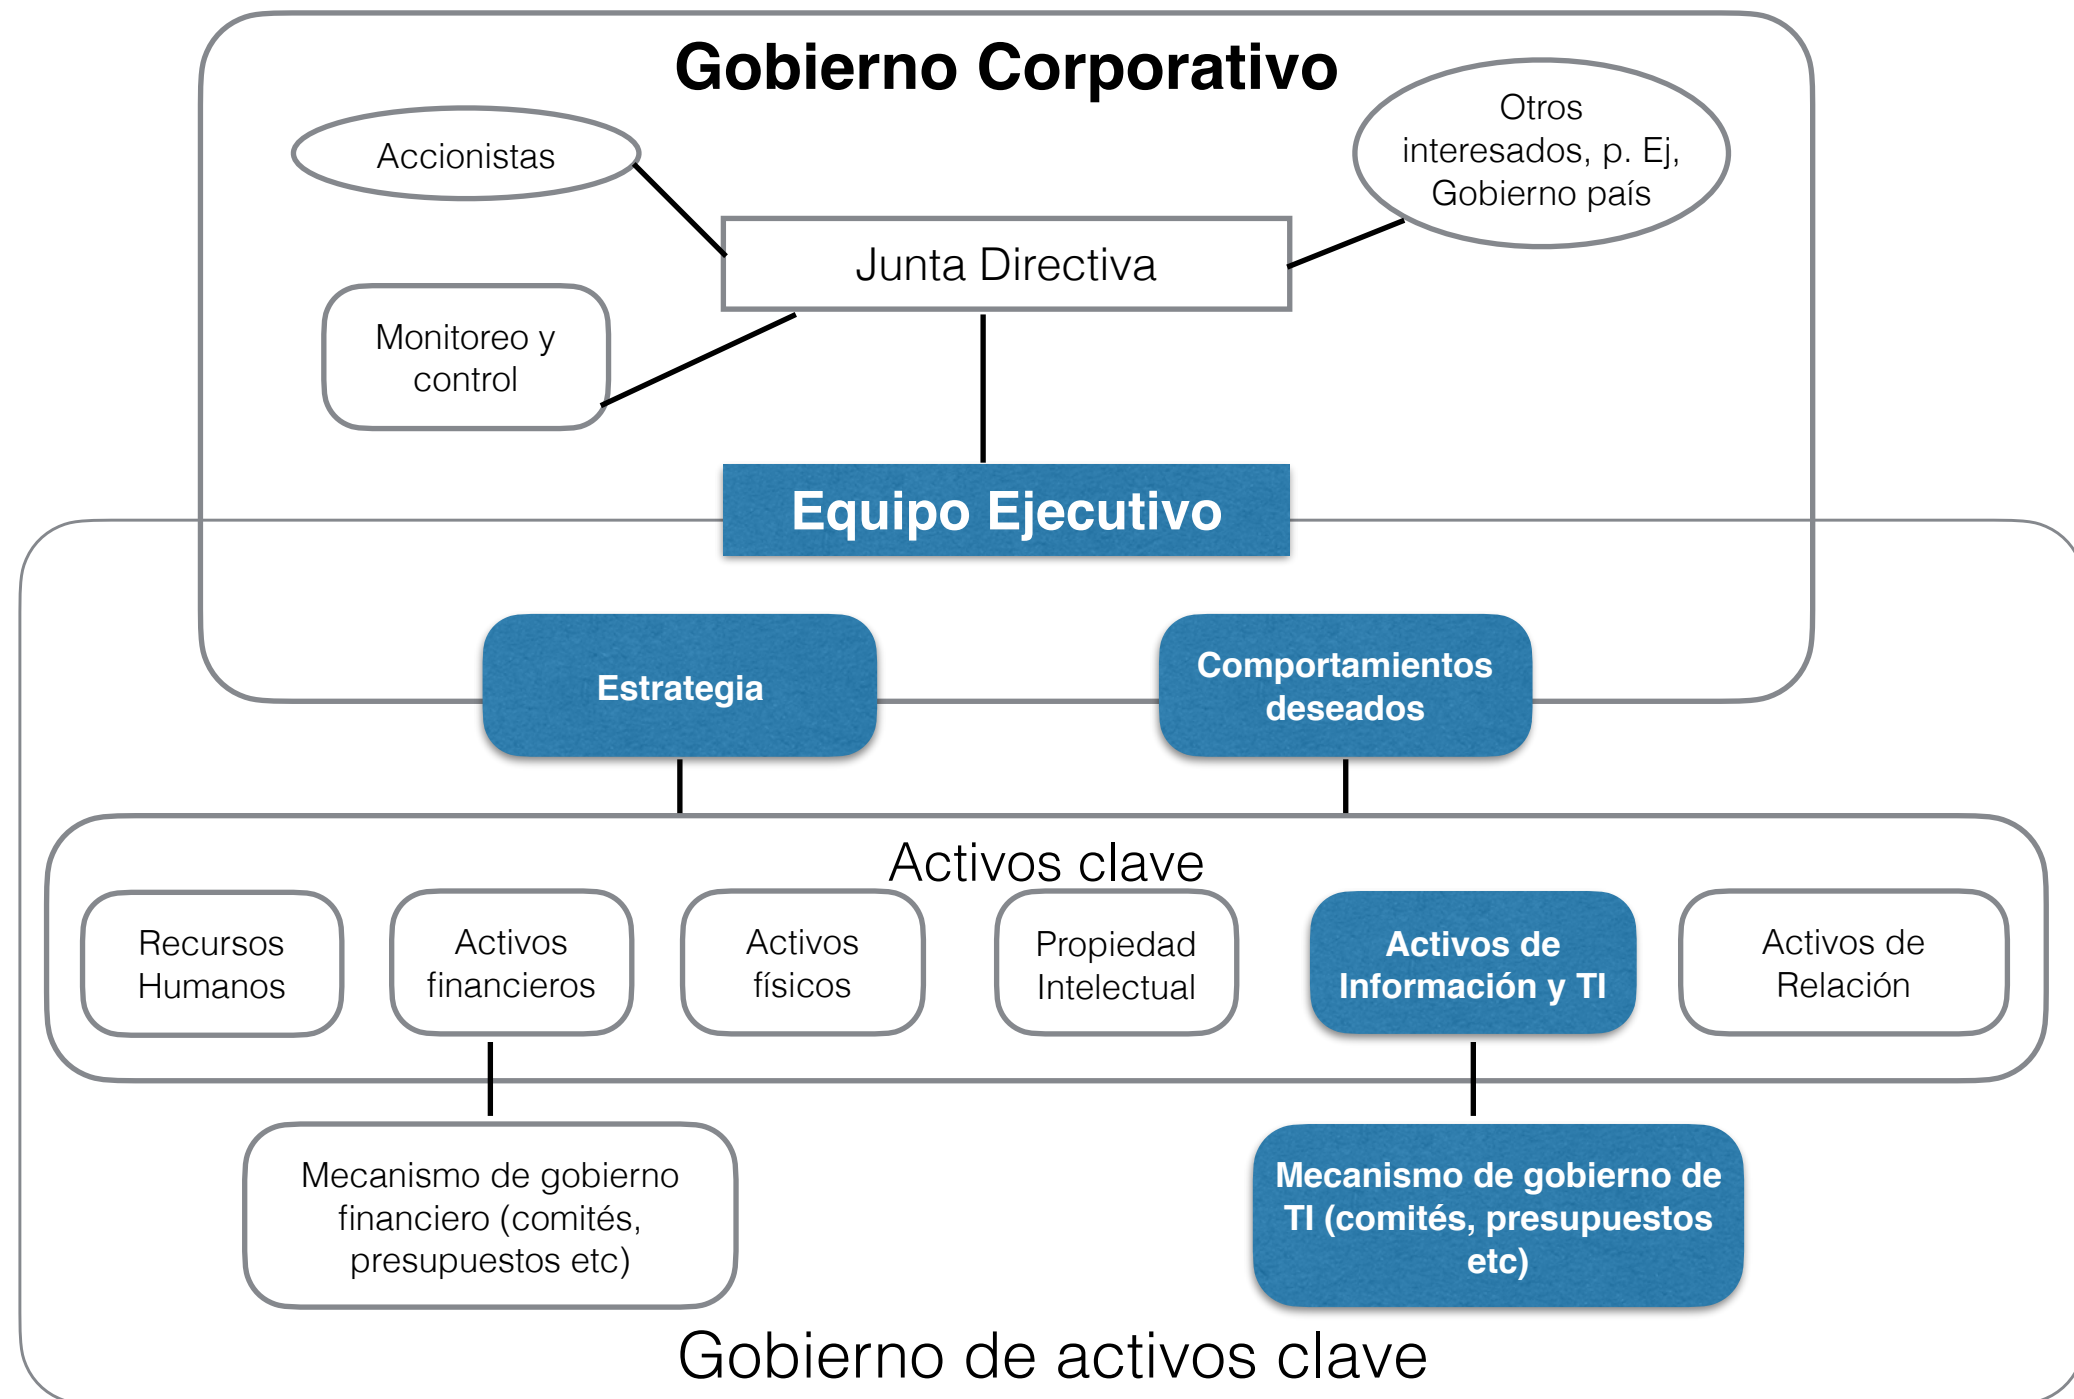 Gobierno Corporativo
Accionistas
Otros
interesados, p. Ej,
Gobierno país
Junta Directiva
Monitoreo y
control
Equipo Ejecutivo
Estrategia
Comportamientos
deseados
Activos clave
Recursos
Humanos
Activos
financieros
Activos
físicos
Propiedad
Intelectual
Activos de
Información y TI
Activos de
Relación
Mecanismo de gobierno
financiero (comités,
presupuestos etc)
Mecanismo de gobierno de
TI (comités, presupuestos
etc)
Gobierno de activos clave